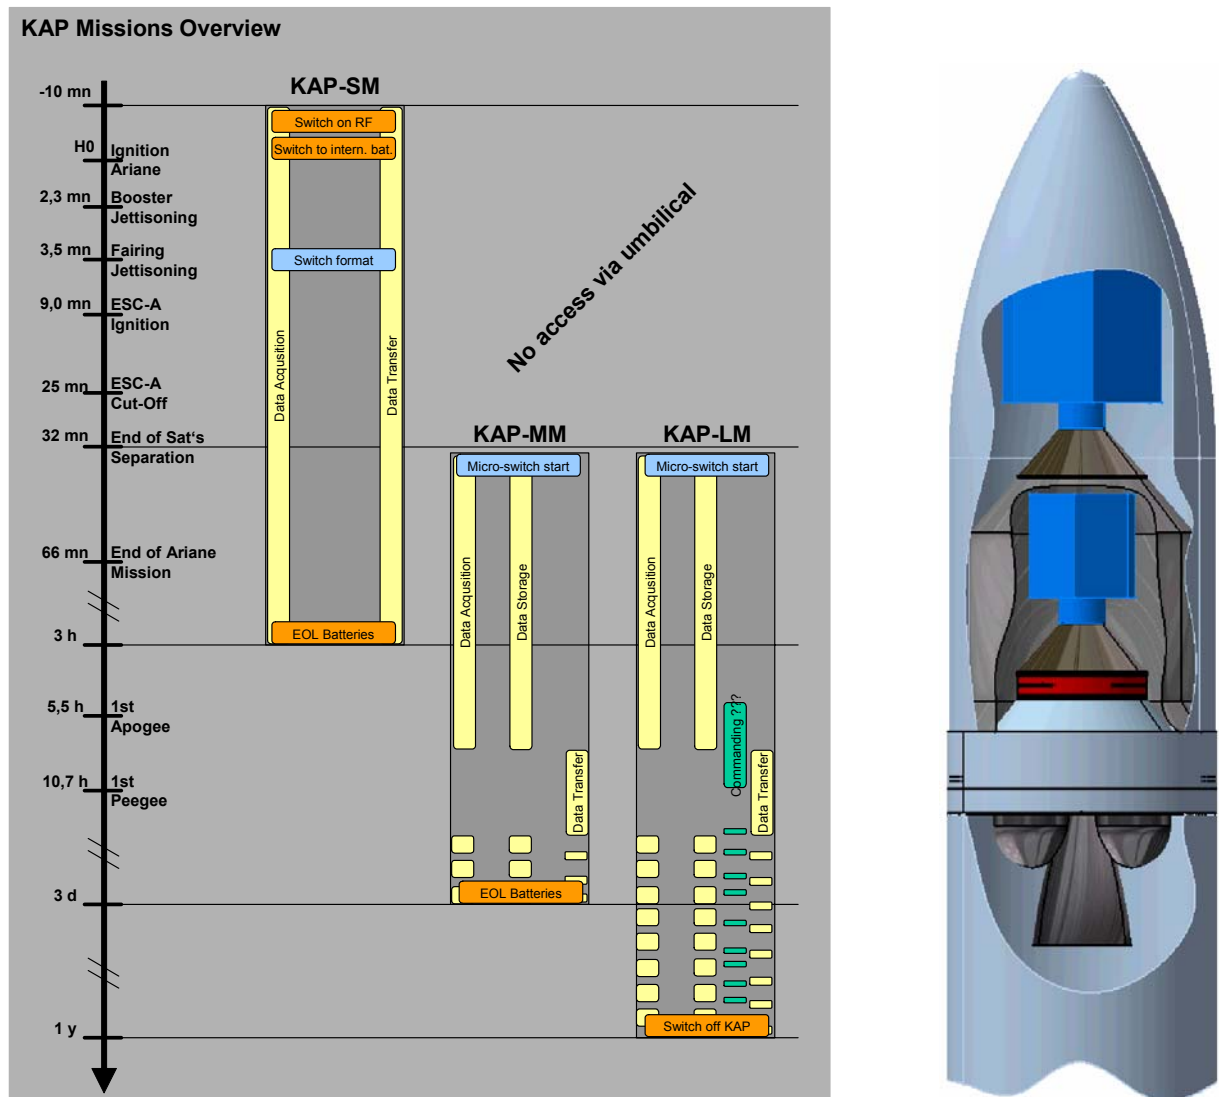 KAP Missions Overview
KAP-SM
-10 mn
Switch on RF
H0
Ignition
Ariane
Switch to intern. bat.
2,3 mn
Booster
Jettisoning
3,5 mn
Fairing
Jettisoning
Switch format
9,0 mn
ESC-A
Ignition
Data Acqusition
Data Transfer
No access via umbilical
25 mn
ESC-A
Cut-Off
32 mn
End of Sat's
Separation
KAP-MM
KAP-LM
Micro-switch start
Micro-switch start
66 mn
End of Ariane
Mission
Data Acqusition
Data Storage
Data Acqusition
Data Storage
EOL Batteries
3 h
5,5 h
1st
Apogee
Commanding ???
10,7 h
1st
Peegee
Data Transfer
Data Transfer
EOL Batteries
3 d
Switch off KAP
1 y